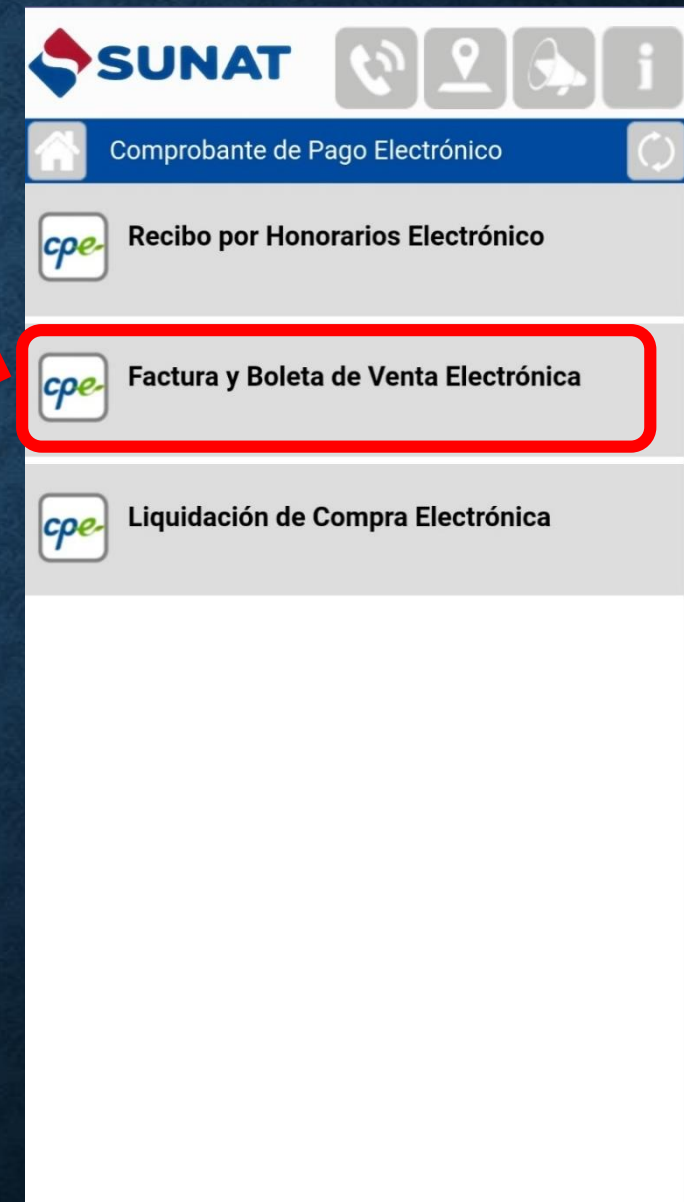 SUNAT
i
Comprobante de Pago Electrónico
cpe-
Recibo por Honorarios Electrónico
cpe-
Factura y Boleta de Venta Electrónica
cpe-
Liquidación de Compra Electrónica